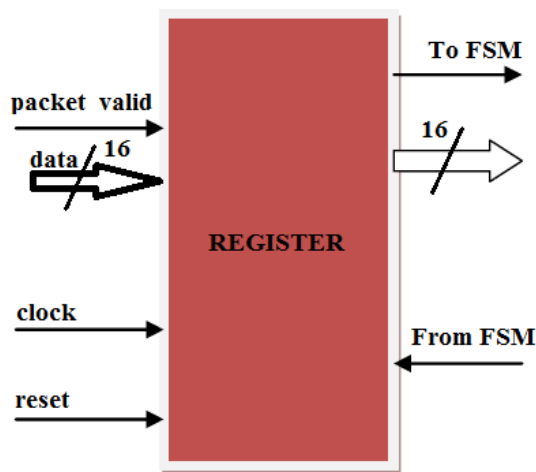 To FSM
packet valid
data 16
16
REGISTER
clock
From FSM
reset